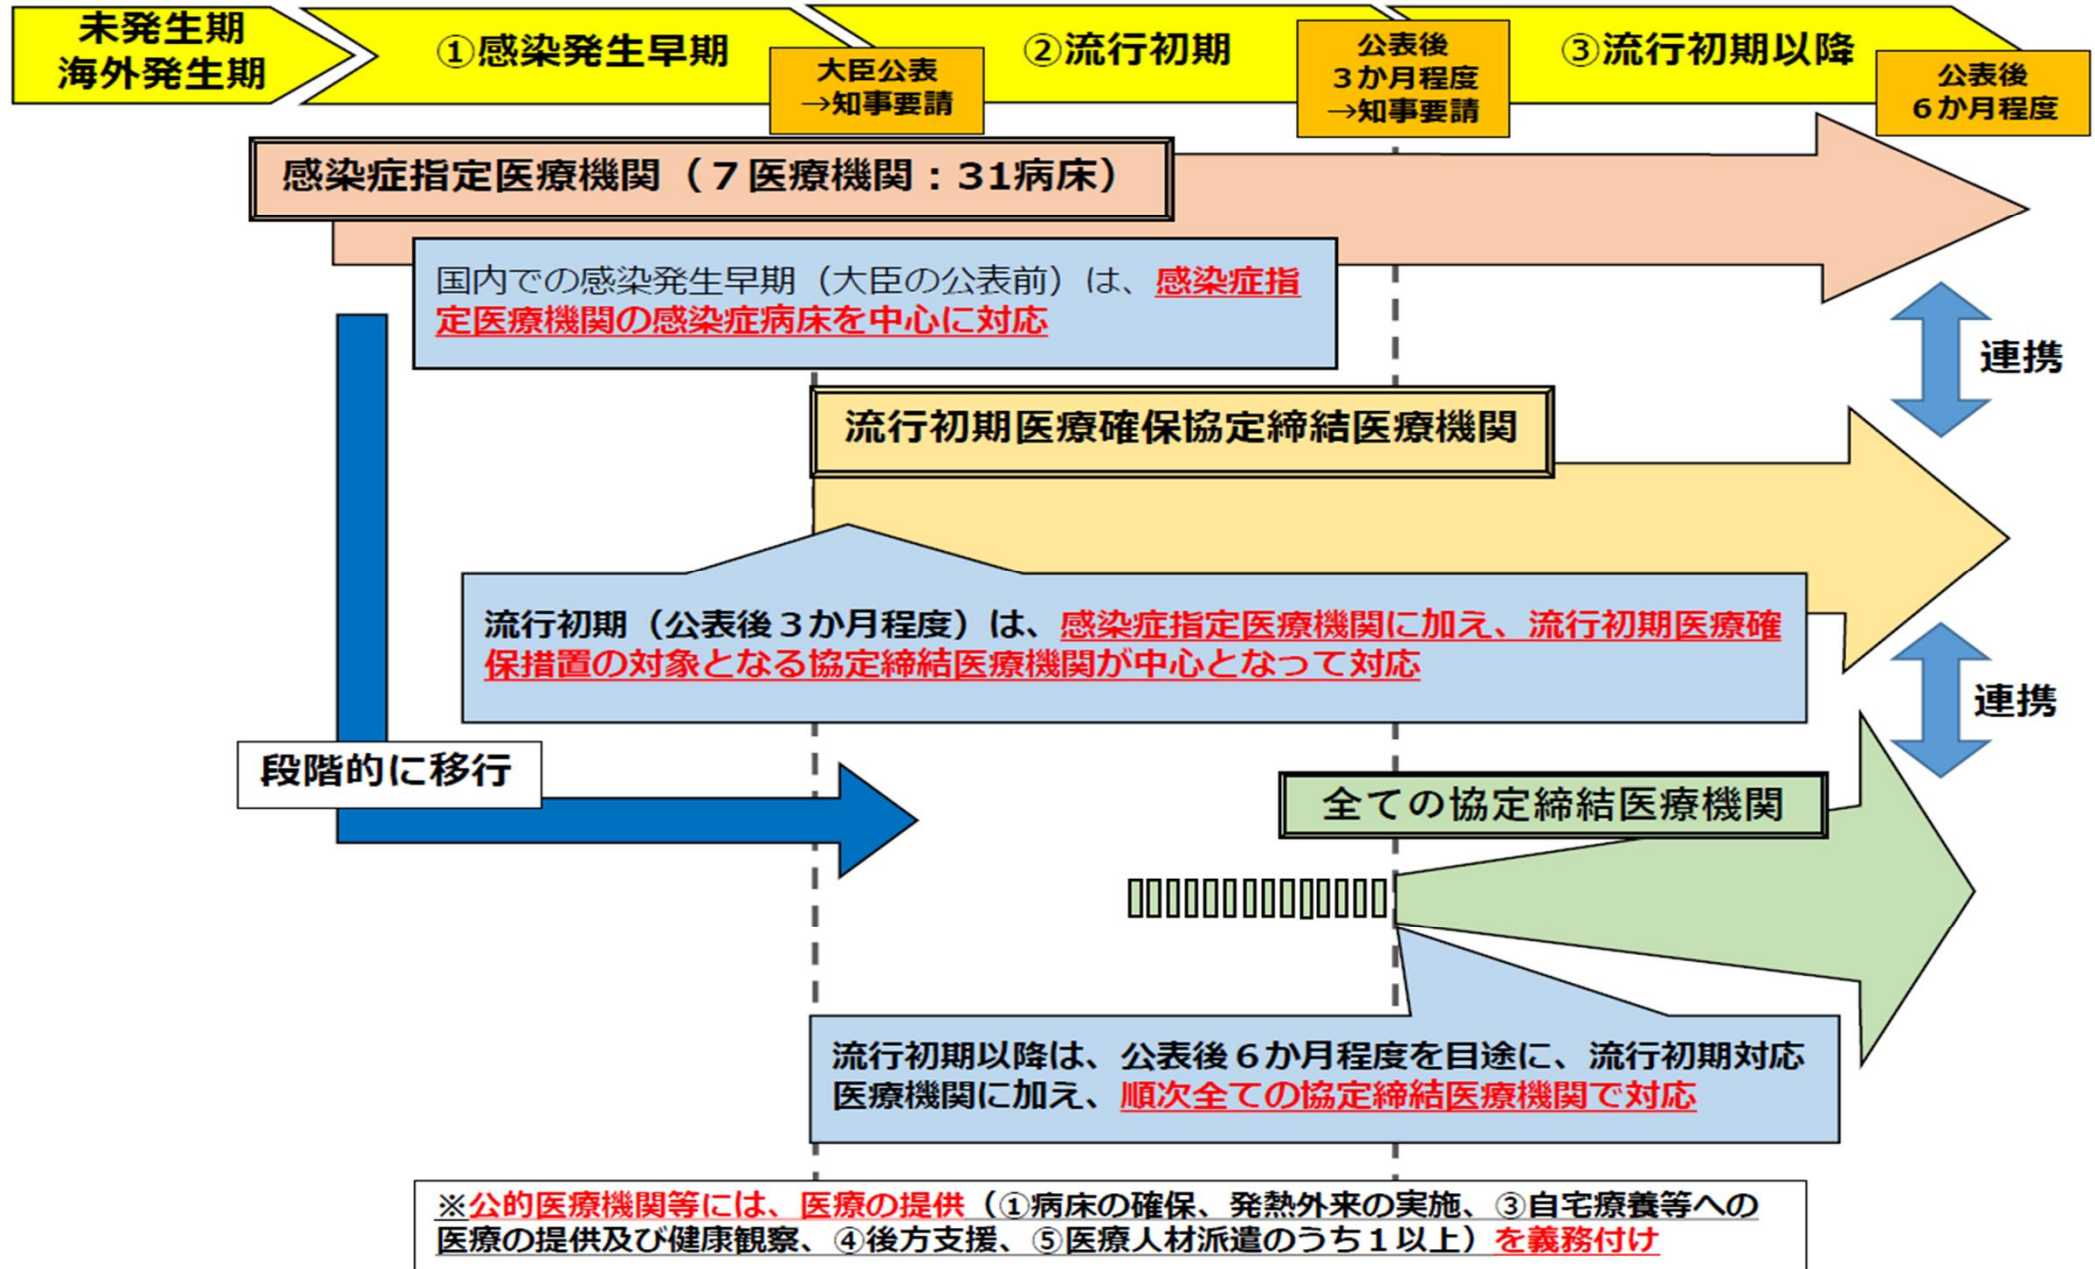 未発生期
海外発生期
①感染発生早期
大臣公表
→知事要請
②流行初期
公表後
３か月程度
→知事要請
③流行初期以降
公表後
６か月程度
感染症指定医療機関（７医療機関：31病床）
国内での感染発生早期（大臣の公表前）は、感染症指
定医療機関の感染症病床を中心に対応
連携
流行初期医療確保協定締結医療機関
流行初期（公表後３か月程度）は、感染症指定医療機関に加え、流行初期医療確
保措置の対象となる協定締結医療機関が中心となって対応
連携
段階的に移行
全ての協定締結医療機関
流行初期以降は、公表後６か月程度を目途に、流行初期対応
医療機関に加え、順次全ての協定締結医療機関で対応
※公的医療機関等には、医療の提供（①病床の確保、発熱外来の実施、③自宅療養等への
医療の提供及び健康観察、④後方支援、⑤医療人材派遣のうち１以上）を義務付け